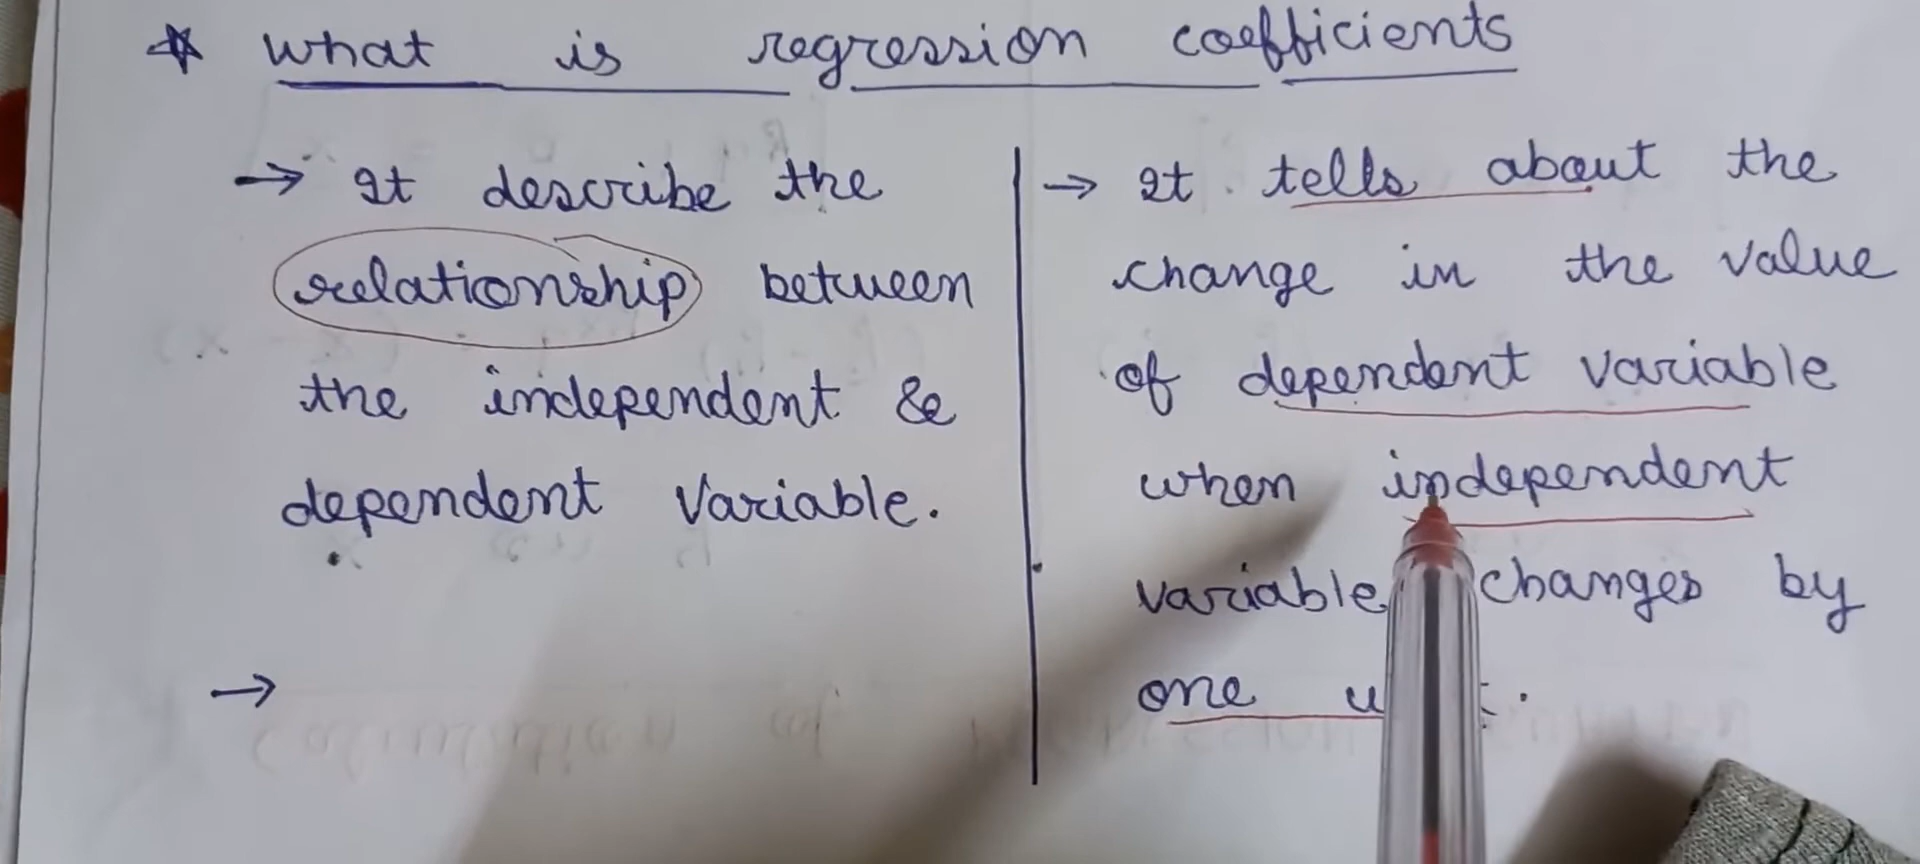 * what is regression coefficients
→ It describe the
relationship between
the independent &
dependent Variable.
→
→ It tells about the
change in the value
of dependent variable
when independent
variable changes by
one